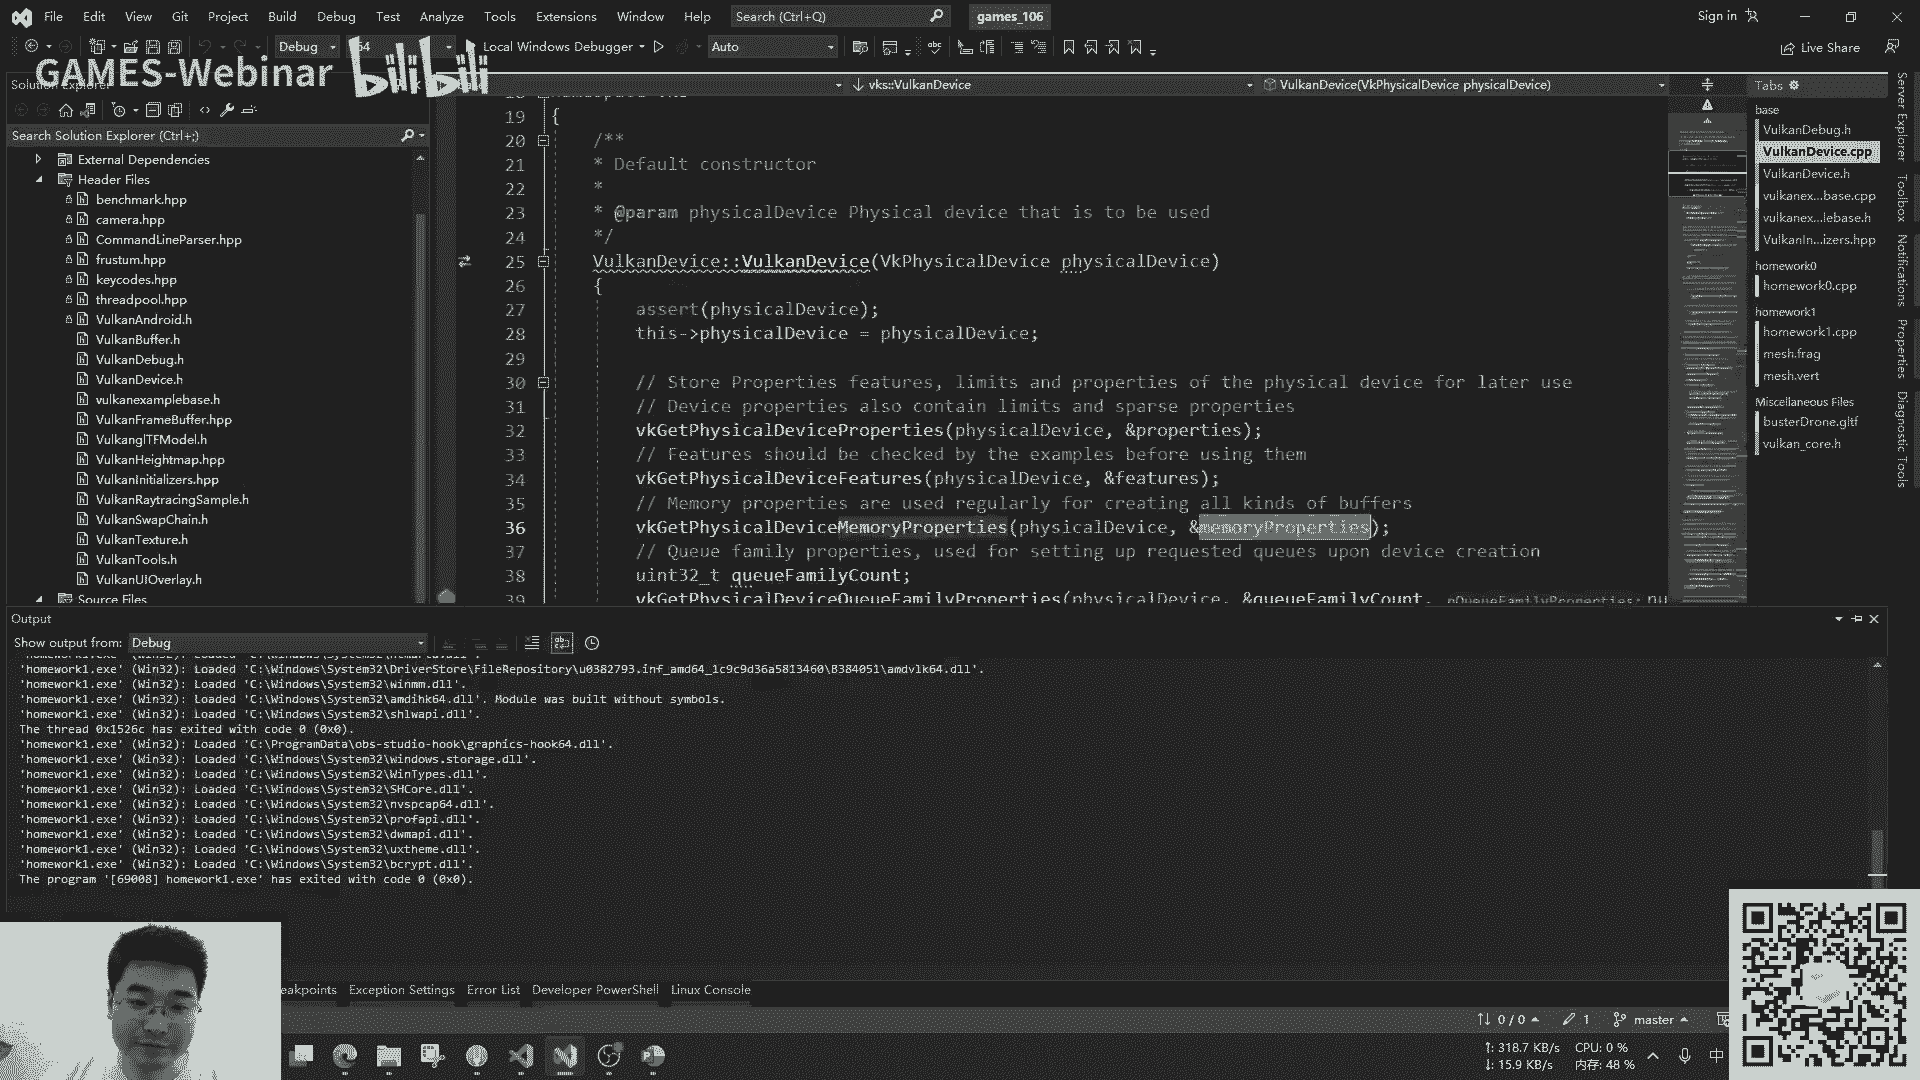 File Edit View Git Project Build Debug Test Analyze Tools Extensions Window Help Search (Ctrl+Q) games_106 Sign in
Debug Local Windows Debugger Auto Live Share
GAMES-Webinar bilibili
vks::VulkanDevice VulkanDevice(VkPhysicalDevice physicalDevice)
Search Solution Explorer (Ctrl+;)
External Dependencies
Header Files
benchmark.hpp
camera.hpp
CommandLineParser.hpp
frustum.hpp
keycodes.hpp
threadpool.hpp
VulkanAndroid.h
VulkanBuffer.h
VulkanDebug.h
VulkanDevice.h
vulkanexamplebase.h
VulkanFrameBuffer.hpp
VulkanglTFModel.h
VulkanHeightmap.hpp
VulkanInitializers.hpp
VulkanRaytracingSample.h
VulkanSwapChain.h
VulkanTexture.h
VulkanTools.h
VulkanUIOverlay.h
Source Files
19 {
20 /**
21 * Default constructor
22 *
23 * @param physicalDevice Physical device that is to be used
24 */
25 VulkanDevice::VulkanDevice(VkPhysicalDevice physicalDevice)
26 {
27 assert(physicalDevice);
28 this->physicalDevice = physicalDevice;
29
30 // Store Properties features, limits and properties of the physical device for later use
31 // Device properties also contain limits and sparse properties
32 vkGetPhysicalDeviceProperties(physicalDevice, &properties);
33 // Features should be checked by the examples before using them
34 vkGetPhysicalDeviceFeatures(physicalDevice, &features);
35 // Memory properties are used regularly for creating all kinds of buffers
36 vkGetPhysicalDeviceMemoryProperties(physicalDevice, &memoryProperties);
37 // Queue family properties, used for setting up requested queues upon device creation
38 uint32_t queueFamilyCount;
39 vkGetPhysicalDeviceQueueFamilyProperties(physicalDevice, &queueFamilyCount,
Tabs
base
VulkanDebug.h
VulkanDevice.cpp
VulkanDevice.h
vulkanex...base.cpp
vulkanex...lebase.h
VulkanIn...izers.hpp
homework0
homework0.cpp
homework1
homework1.cpp
mesh.frag
mesh.vert
Miscellaneous Files
busterDrone.gltf
vulkan_core.h
Server Explorer
Toolbox
Notifications
Properties
Diagnostic Tools
Output
Show output from: Debug
'homework1.exe' (Win32): Loaded 'C:\Windows\System32\DriverStore\FileRepository\u0382793.inf_amd64_1c9c9d36a5813460\B384051\amdvlk64.dll'.
'homework1.exe' (Win32): Loaded 'C:\Windows\System32\winmm.dll'.
'homework1.exe' (Win32): Loaded 'C:\Windows\System32\amdihk64.dll'. Module was built without symbols.
'homework1.exe' (Win32): Loaded 'C:\Windows\System32\shlwapi.dll'.
The thread 0x1526c has exited with code 0 (0x0).
'homework1.exe' (Win32): Loaded 'C:\ProgramData\obs-studio-hook\graphics-hook64.dll'.
'homework1.exe' (Win32): Loaded 'C:\Windows\System32\windows.storage.dll'.
'homework1.exe' (Win32): Loaded 'C:\Windows\System32\WinTypes.dll'.
'homework1.exe' (Win32): Loaded 'C:\Windows\System32\SHCore.dll'.
'homework1.exe' (Win32): Loaded 'C:\Windows\System32\nvspcap64.dll'.
'homework1.exe' (Win32): Loaded 'C:\Windows\System32\profapi.dll'.
'homework1.exe' (Win32): Loaded 'C:\Windows\System32\dwmapi.dll'.
'homework1.exe' (Win32): Loaded 'C:\Windows\System32\uxtheme.dll'.
'homework1.exe' (Win32): Loaded 'C:\Windows\System32\bcrypt.dll'.
The program '[69008] homework1.exe' has exited with code 0 (0x0).
eakpoints Exception Settings Error List Developer PowerShell Linux Console
0 / 0 1 master
318.7 KB/s CPU: 0 %
15.9 KB/s 内存: 48 % 中